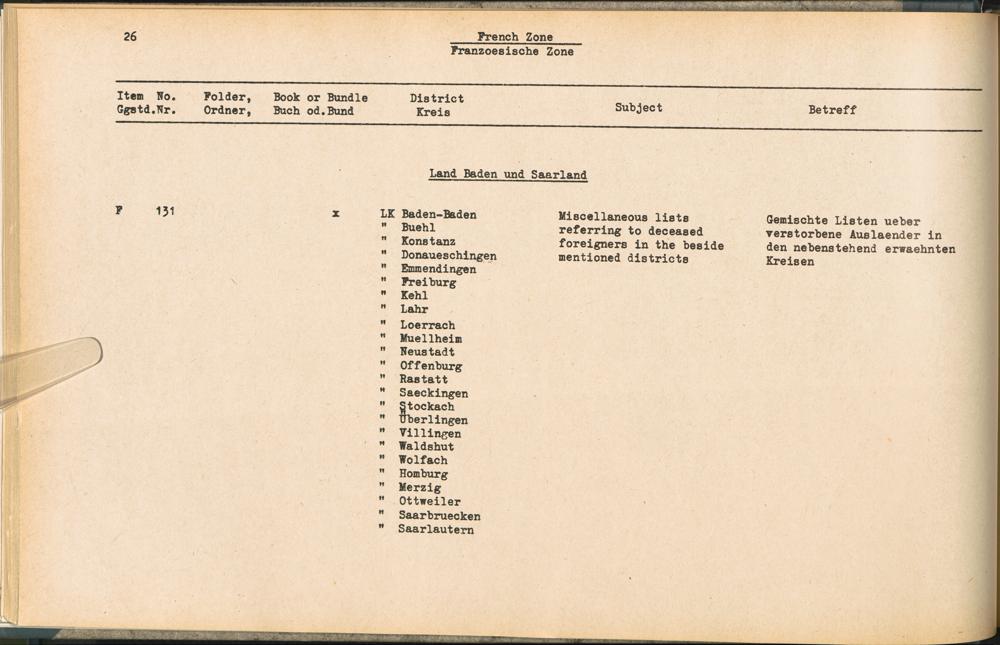 26
French Zone
Franzoesische Zone
Item No. Folder, Book or Bundle District Subject Betreff
Ggstd.Nr. Ordner, Buch od.Bund Kreis
Land Baden und Saarland
F 131 x LK Baden-Baden Miscellaneous lists Gemischte Listen ueber
" Buehl referring to deceased verstorbene Auslaender in
" Konstanz foreigners in the beside den nebenstehend erwaehnten
" Donaueschingen mentioned districts Kreisen
" Emmendingen
" Freiburg
" Kehl
" Lahr
" Loerrach
" Muellheim
" Neustadt
" Offenburg
" Rastatt
" Saeckingen
" Stockach
" Überlingen
" Villingen
" Waldshut
" Wolfach
" Homburg
" Merzig
" Ottweiler
" Saarbruecken
" Saarlautern